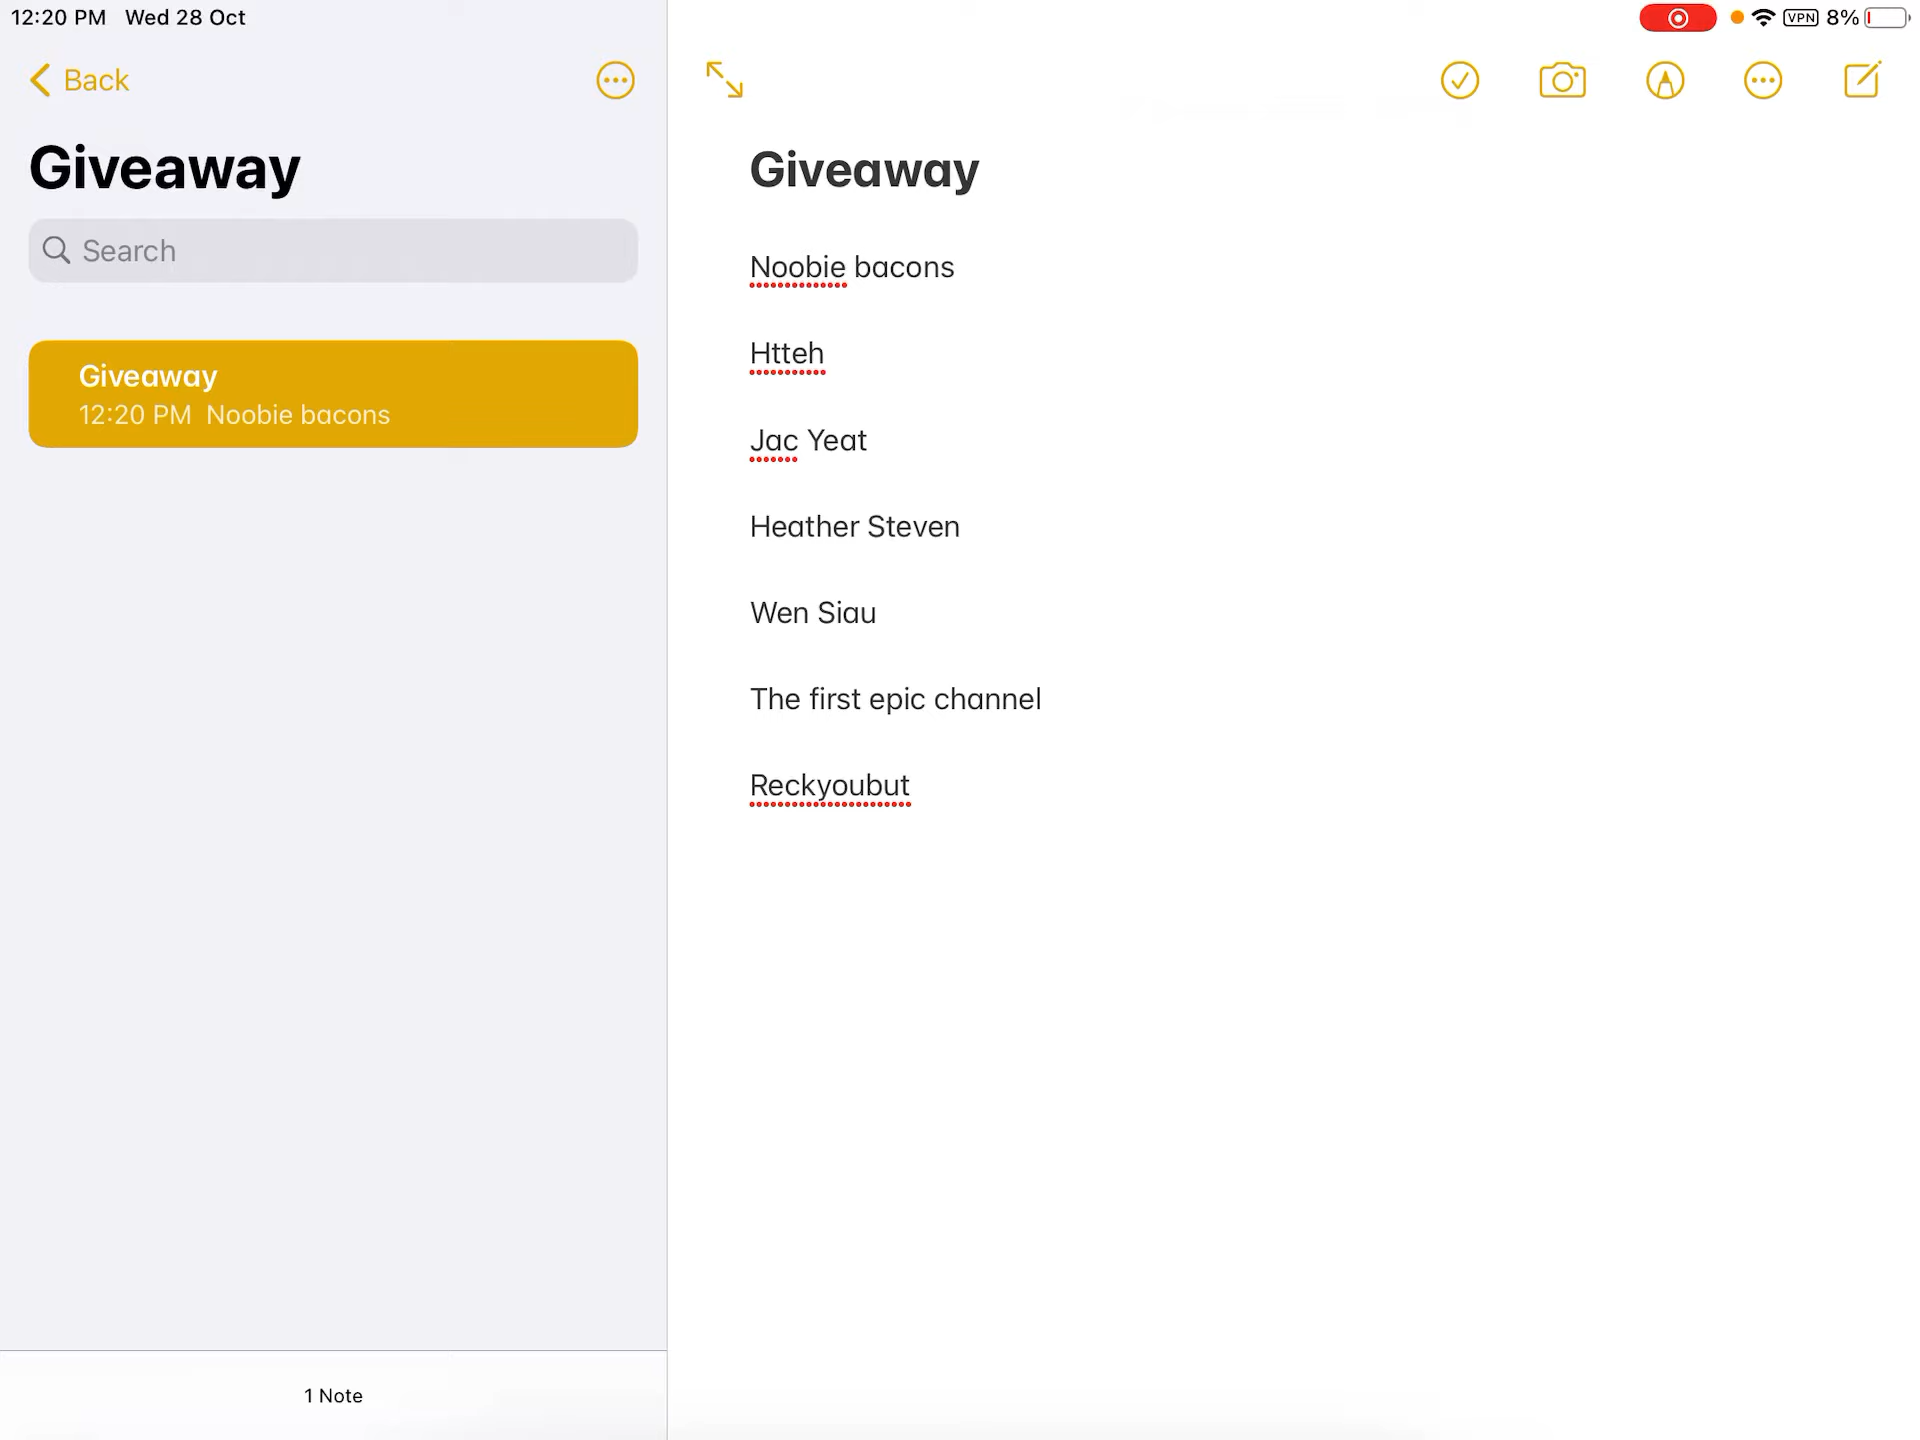 12:20 PM Wed 28 Oct
VPN 8%
Back
Giveaway
Search
Giveaway
12:20 PM Noobie bacons
1 Note
Giveaway
Noobie bacons
Htteh
Jac Yeat
Heather Steven
Wen Siau
The first epic channel
Reckyoubut